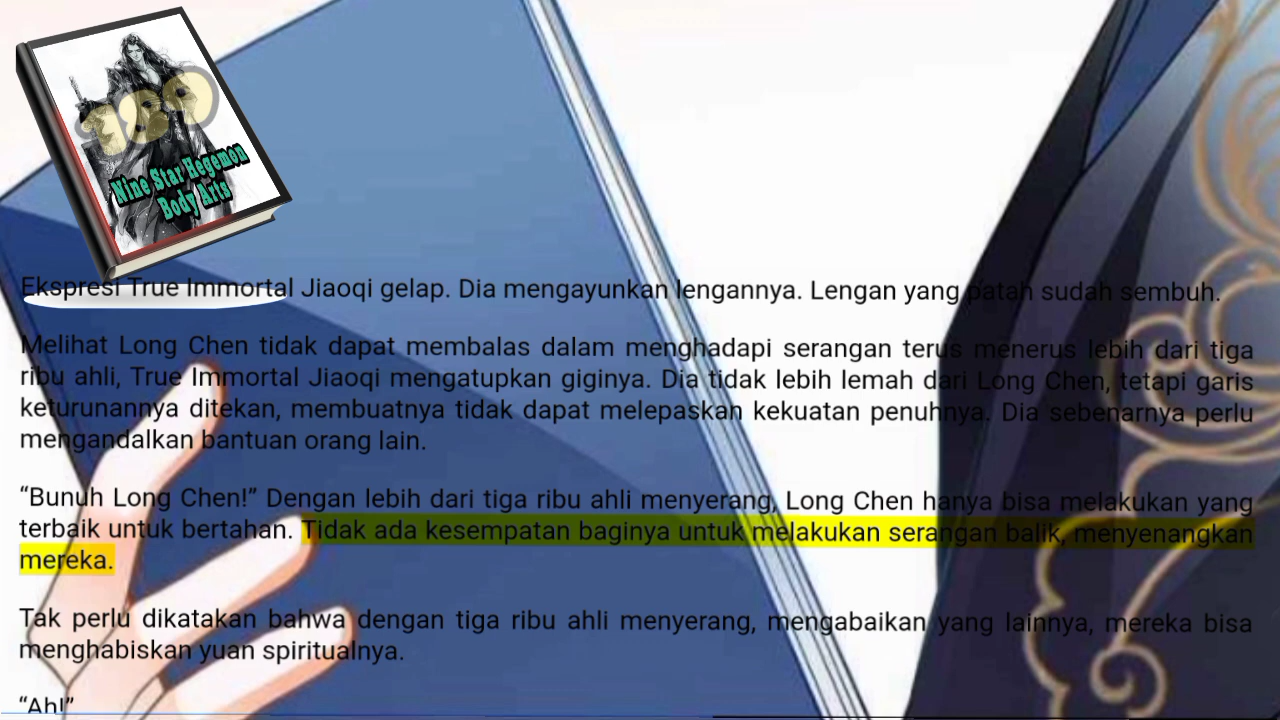 189
Nine Star Hegemon
Body Arts
Ekspresi True Immortal Jiaoqi gelap. Dia mengayunkan lengannya. Lengan yang patah sudah sembuh.
Melihat Long Chen tidak dapat membalas dalam menghadapi serangan terus menerus lebih dari tiga
ribu ahli, True Immortal Jiaoqi mengatupkan giginya. Dia tidak lebih lemah dari Long Chen, tetapi garis
keturunannya ditekan, membuatnya tidak dapat melepaskan kekuatan penuhnya. Dia sebenarnya perlu
mengandalkan bantuan orang lain.
“Bunuh Long Chen!” Dengan lebih dari tiga ribu ahli menyerang, Long Chen hanya bisa melakukan yang
terbaik untuk bertahan. Tidak ada kesempatan baginya untuk melakukan serangan balik, menyenangkan
mereka.
Tak perlu dikatakan bahwa dengan tiga ribu ahli menyerang, mengabaikan yang lainnya, mereka bisa
menghabiskan yuan spiritualnya.
“Ah!”